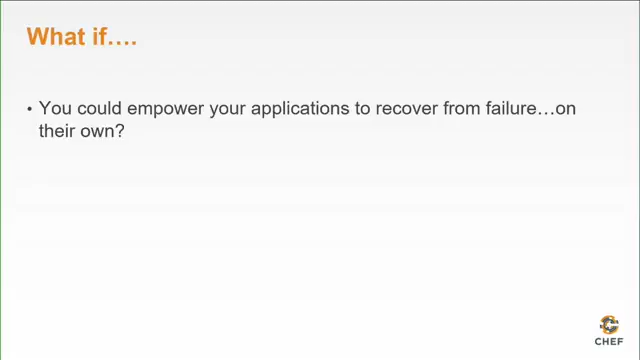 What if....
• You could empower your applications to recover from failure…on
their own?
CHEF